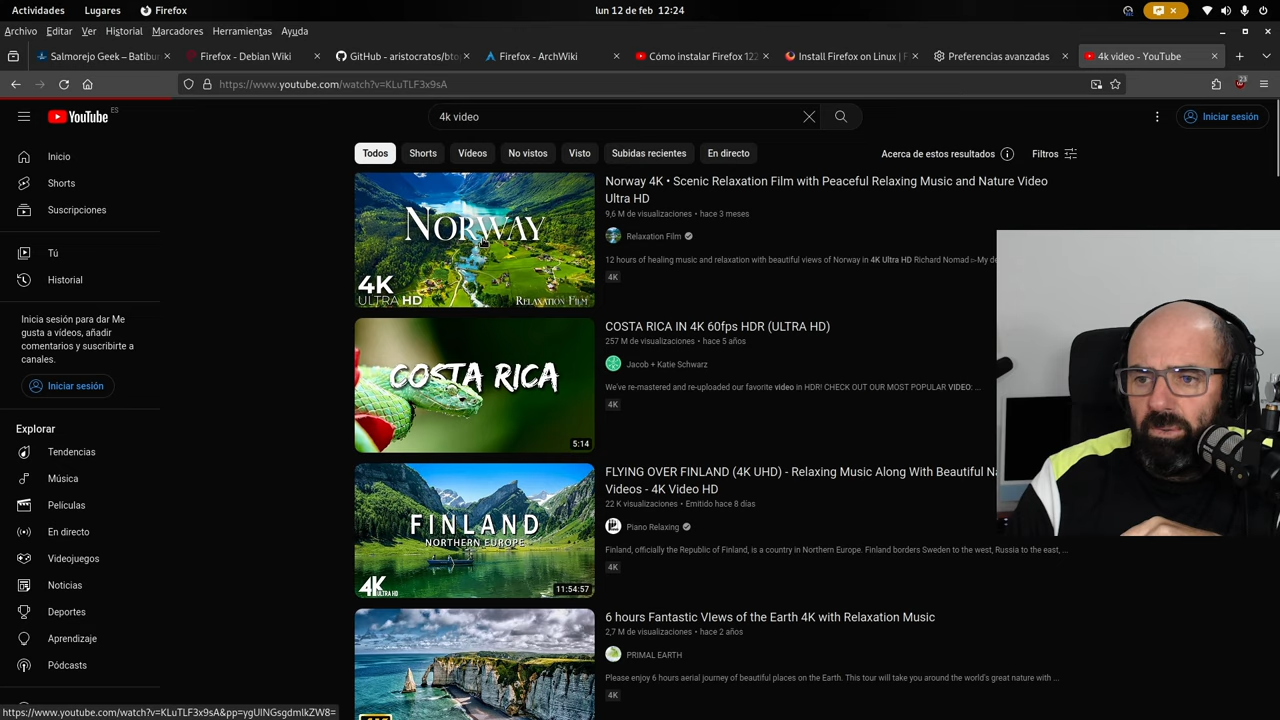 Actividades Lugares Firefox lun 12 de feb 12:24
Archivo Editar Ver Historial Marcadores Herramientas Ayuda
Salmorejo Geek – Batibur Firefox - Debian Wiki GitHub - aristocratos/btop Firefox - ArchWiki Cómo instalar Firefox 122 Install Firefox on Linux | F Preferencias avanzadas 4k video - YouTube
https://www.youtube.com/watch?v=KLuTLF3x9sA 23
YouTube ES 4k video Iniciar sesión
Todos Shorts Vídeos No vistos Visto Subidas recientes En directo Acerca de estos resultados Filtros
Inicio
Shorts
Suscripciones
Tú
Historial
Inicia sesión para dar Me
gusta a vídeos, añadir
comentarios y suscribirte a
canales.
Iniciar sesión
Explorar
Tendencias
Música
Películas
En directo
Videojuegos
Noticias
Deportes
Aprendizaje
Pódcasts
NORWAY
4K
ULTRA HD
RELAXATION FILM
Norway 4K • Scenic Relaxation Film with Peaceful Relaxing Music and Nature Video
Ultra HD
9,6 M de visualizaciones • hace 3 meses
Relaxation Film
12 hours of healing music and relaxation with beautiful views of Norway in 4K Ultra HD Richard Nomad ▻My de
4K
COSTA RICA
5:14
COSTA RICA IN 4K 60fps HDR (ULTRA HD)
257 M de visualizaciones • hace 5 años
Jacob + Katie Schwarz
We've re-mastered and re-uploaded our favorite video in HDR! CHECK OUT OUR MOST POPULAR VIDEO: ...
4K
FINLAND
NORTHERN EUROPE
4K ULTRA HD
11:54:57
FLYING OVER FINLAND (4K UHD) - Relaxing Music Along With Beautiful Na
Videos - 4K Video HD
22 K visualizaciones • Emitido hace 8 días
Piano Relaxing
Finland, officially the Republic of Finland, is a country in Northern Europe. Finland borders Sweden to the west, Russia to the east, ...
4K
6 hours Fantastic VIews of the Earth 4K with Relaxation Music
2,7 M de visualizaciones • hace 2 años
PRIMAL EARTH
Please enjoy 6 hours aerial journey of beautiful places on the Earth. This tour will take you around the world's great nature with ...
4K
https://www.youtube.com/watch?v=KLuTLF3x9sA&pp=ygUINGsgdmlkZW8=